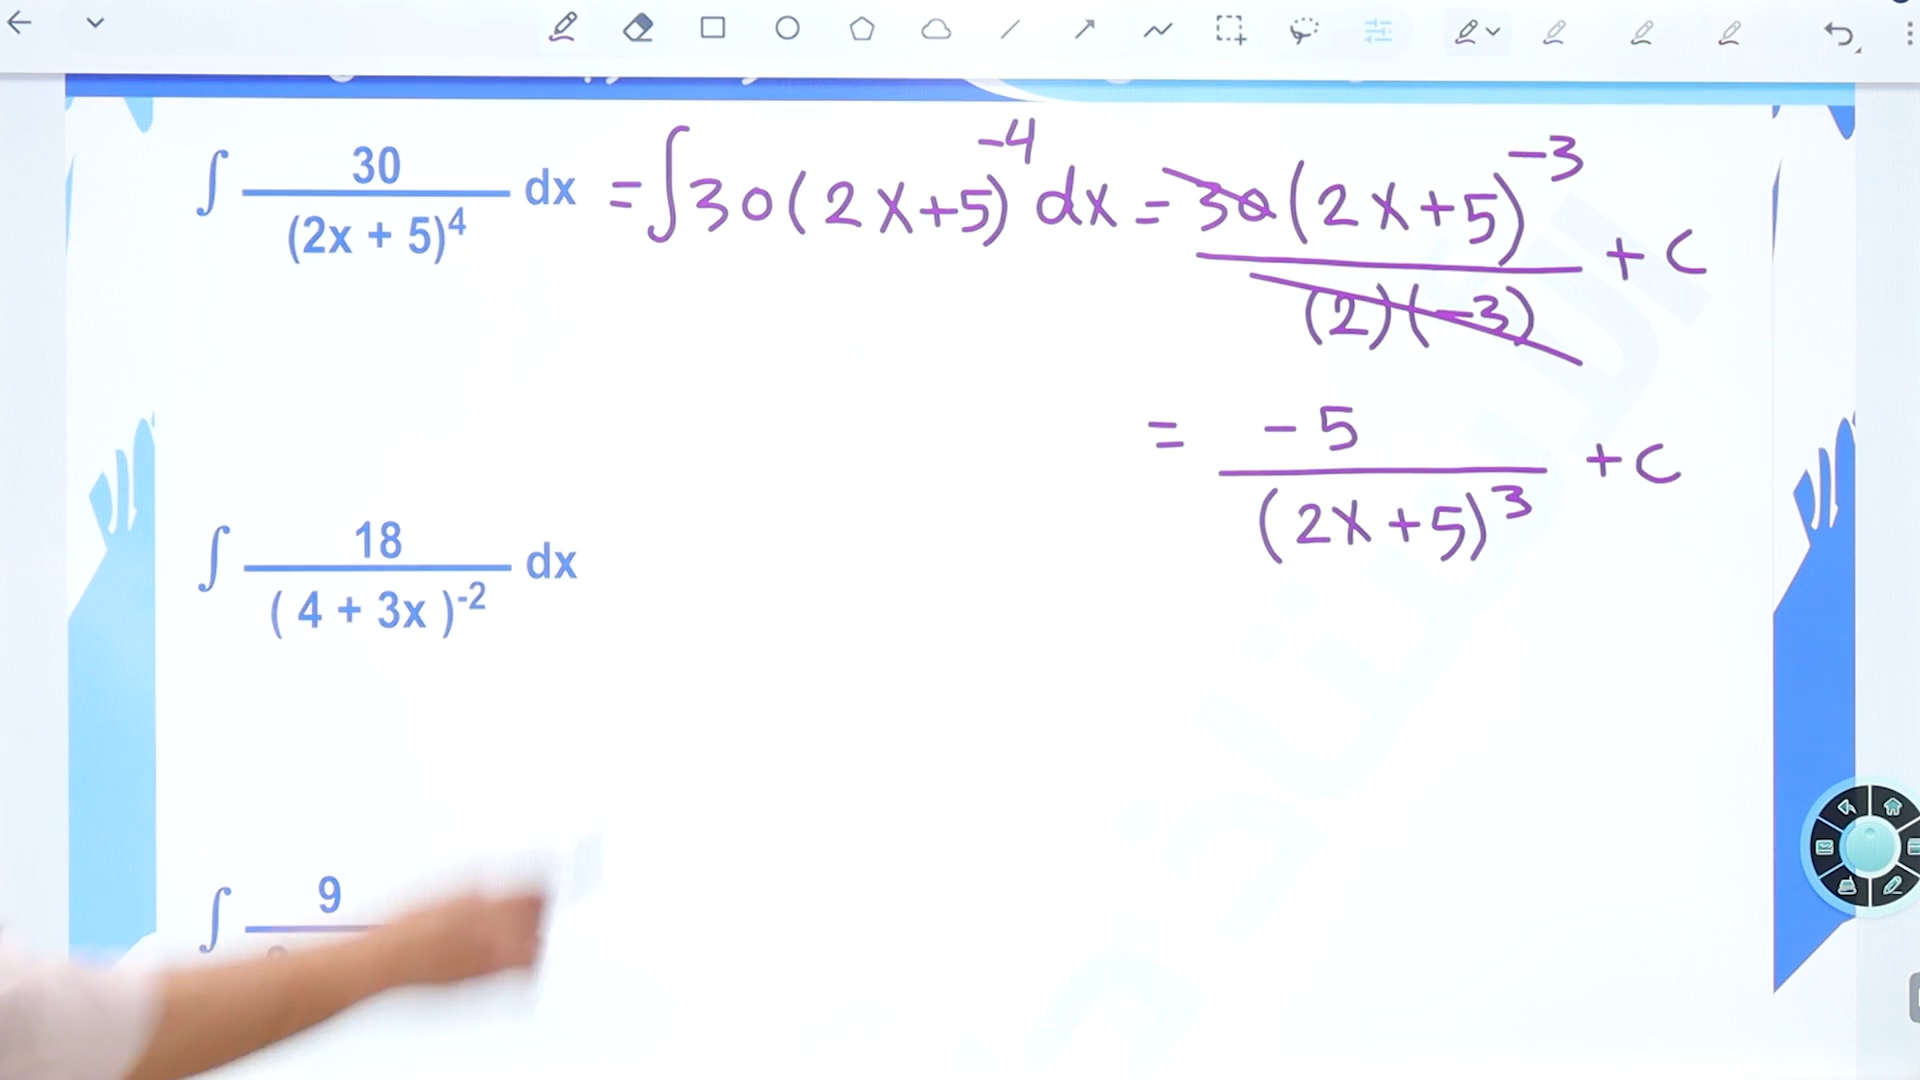 ∫ 30 / (2x + 5)⁴ dx = ∫30(2x+5)⁻⁴ dx = 30(2x+5)⁻³ / (2)(-3) + c
= -5 / (2x+5)³ + c
∫ 18 / ( 4 + 3x )⁻² dx
∫ 9